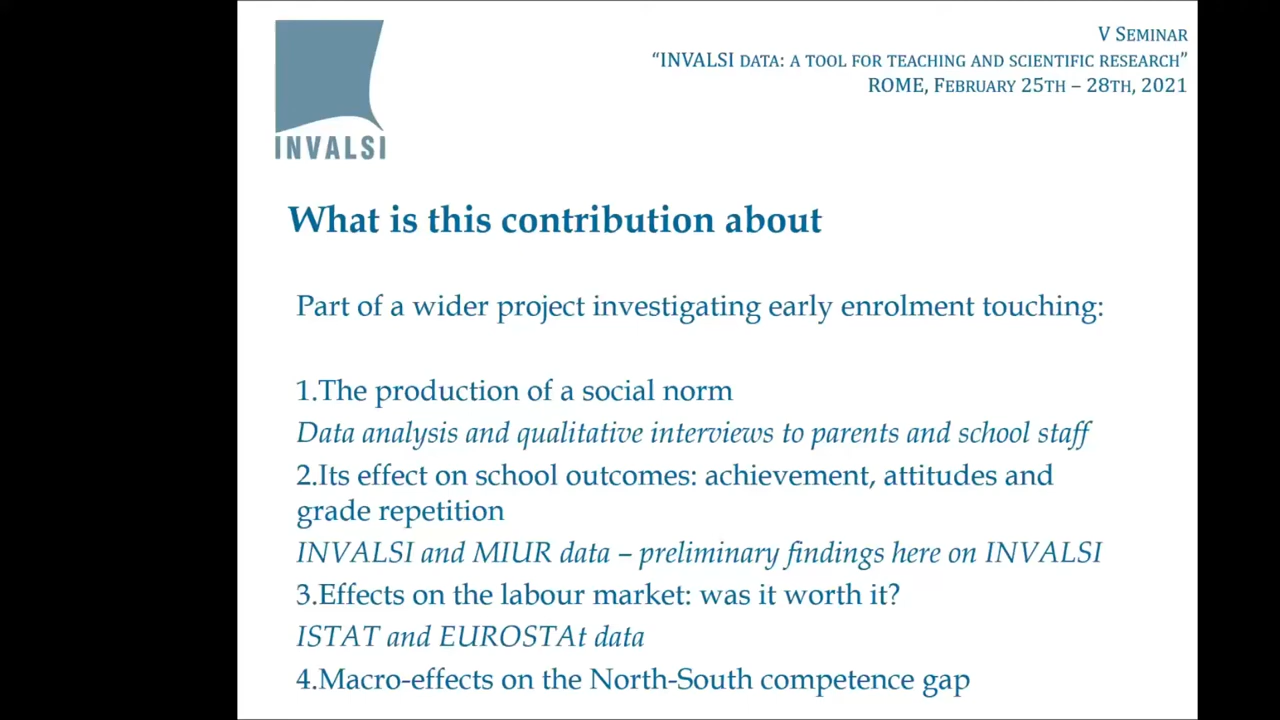 INVALSI
V SEMINAR
“INVALSI DATA: A TOOL FOR TEACHING AND SCIENTIFIC RESEARCH”
ROME, FEBRUARY 25TH – 28TH, 2021
What is this contribution about
Part of a wider project investigating early enrolment touching:
1.The production of a social norm
Data analysis and qualitative interviews to parents and school staff
2.Its effect on school outcomes: achievement, attitudes and
grade repetition
INVALSI and MIUR data – preliminary findings here on INVALSI
3.Effects on the labour market: was it worth it?
ISTAT and EUROSTAt data
4.Macro-effects on the North-South competence gap